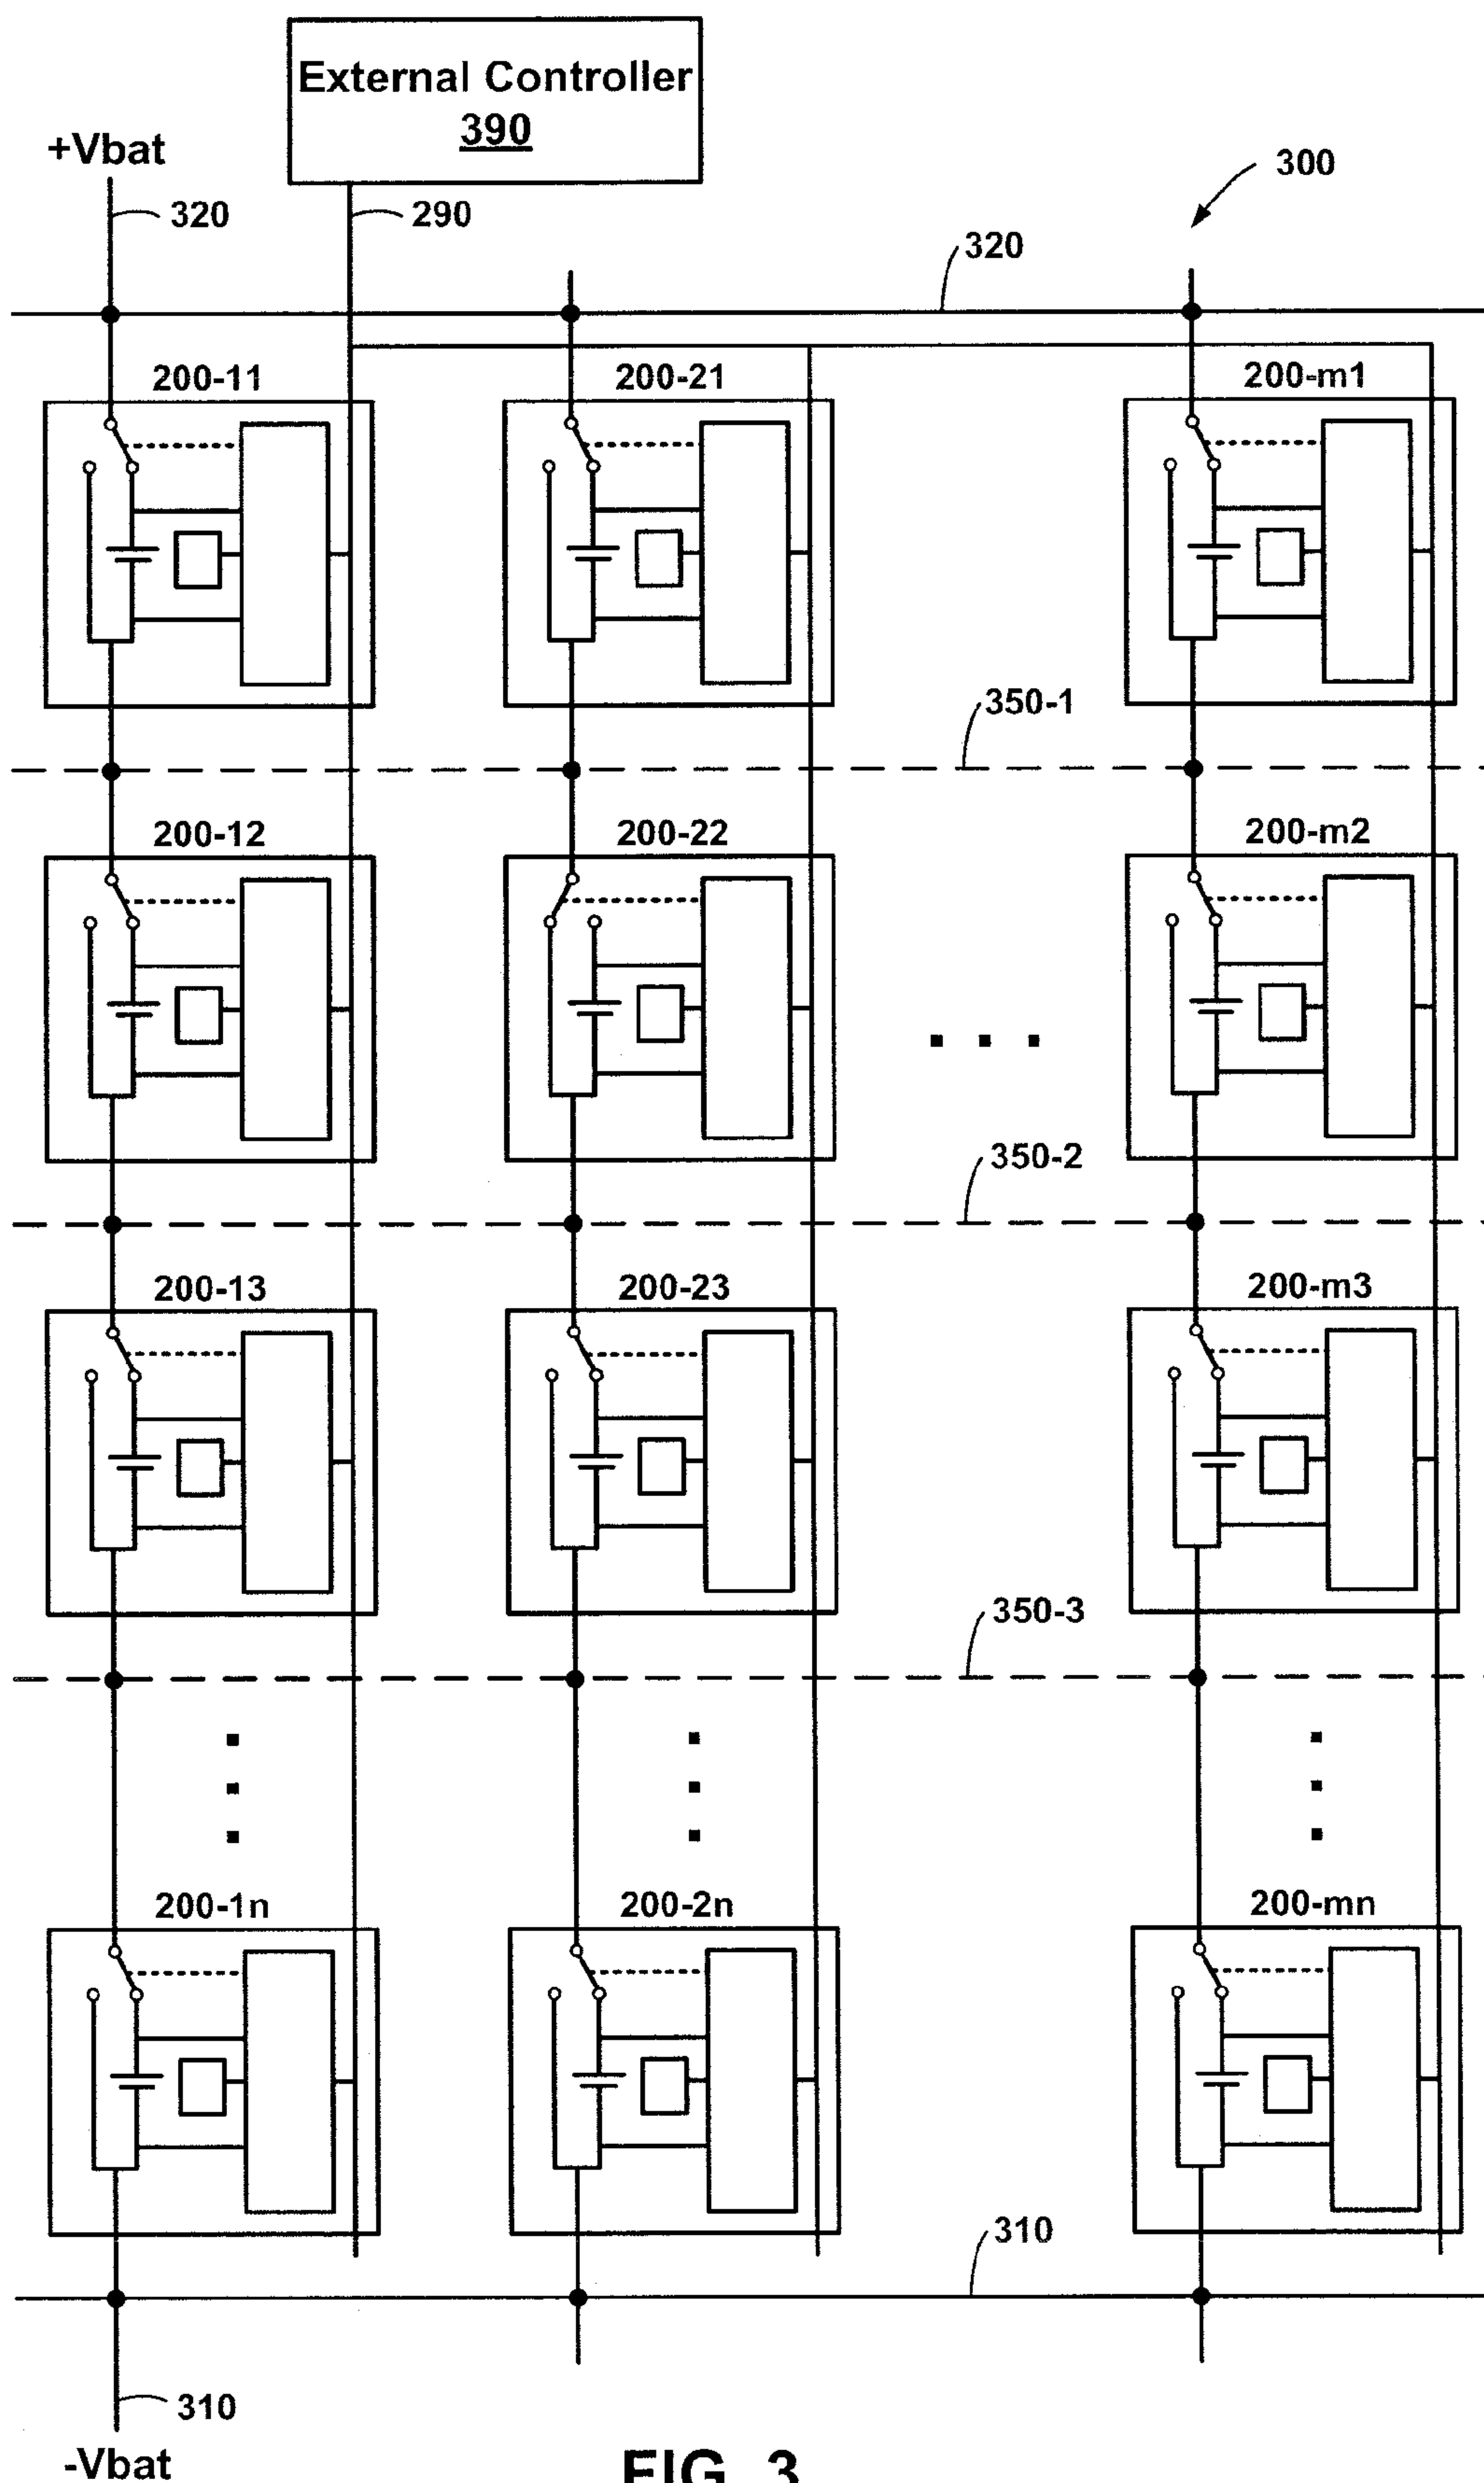 External Controller
390
+Vbat
300
320
290
320
200-11
200-21
200-m1
350-1
200-12
200-22
200-m2
350-2
200-13
200-23
200-m3
350-3
200-1n
200-2n
200-mn
310
310
-Vbat
FIG. 3